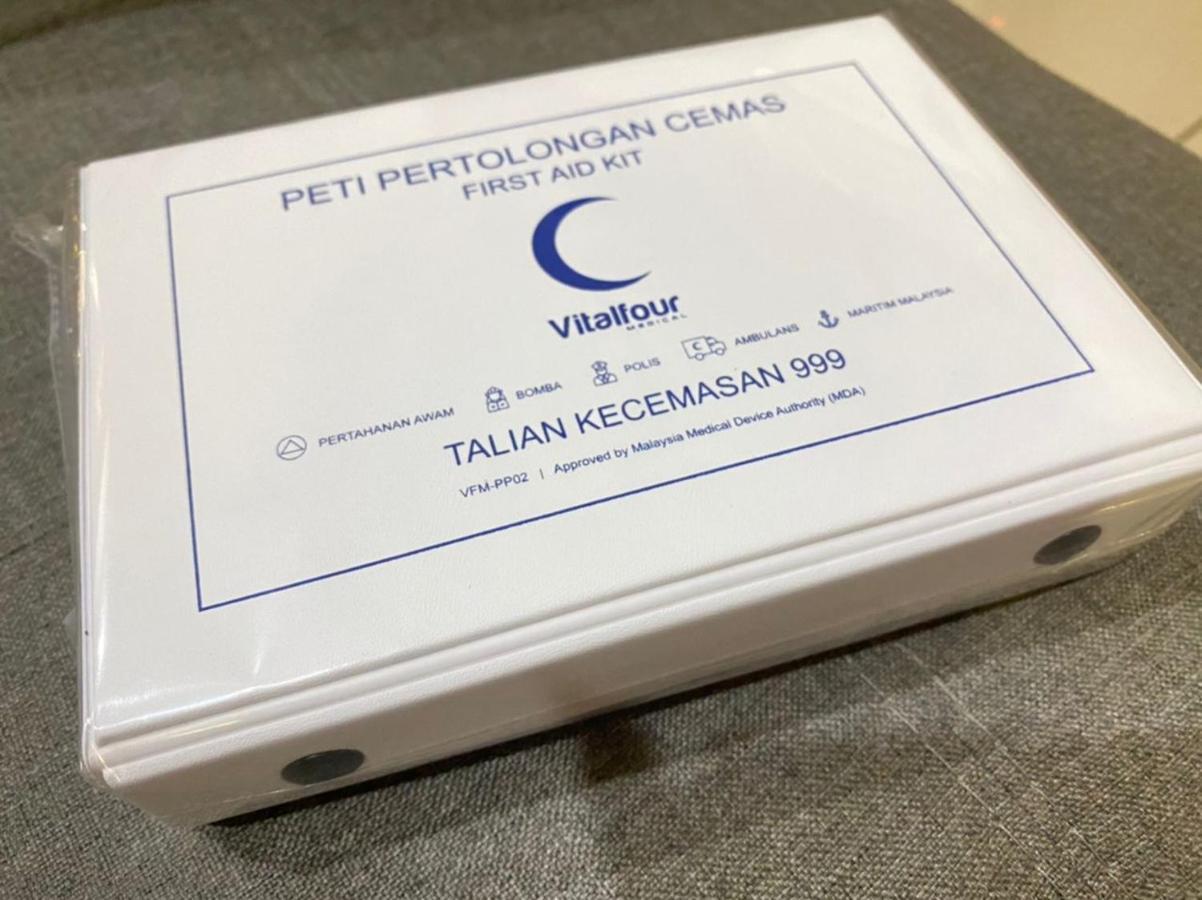 PETI PERTOLONGAN CEMAS
FIRST AID KIT
Vitalfour
MEDICAL
PERTAHANAN AWAM BOMBA POLIS AMBULANS MARITIM MALAYSIA
TALIAN KECEMASAN 999
VFM-PP02 | Approved by Malaysia Medical Device Authority (MDA)